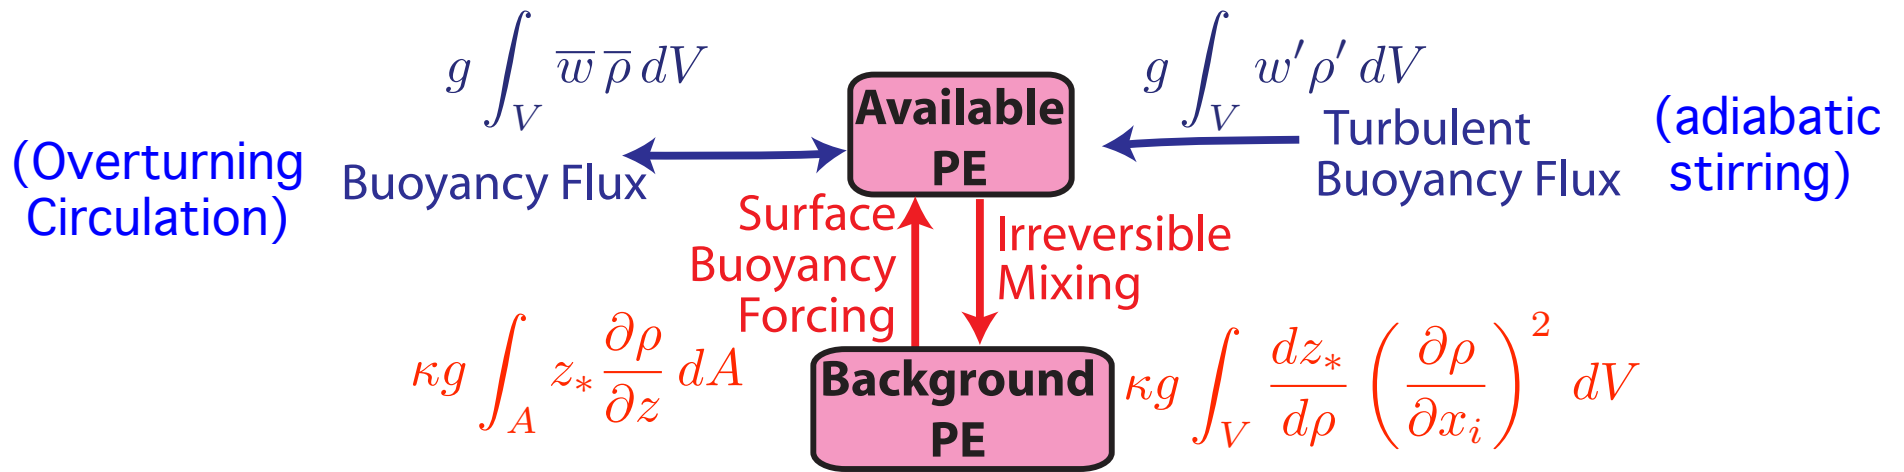 g ∫_V w̅ ρ̅ dV
g ∫_V w′ρ′ dV
Available
PE
(Overturning
Circulation)
Buoyancy Flux
Turbulent
Buoyancy Flux
(adiabatic
stirring)
Surface
Buoyancy
Forcing
Irreversible
Mixing
κg ∫_A z_* ∂ρ/∂z dA
Background
PE
κg ∫_V dz_*/dρ (∂ρ/∂x_i)² dV